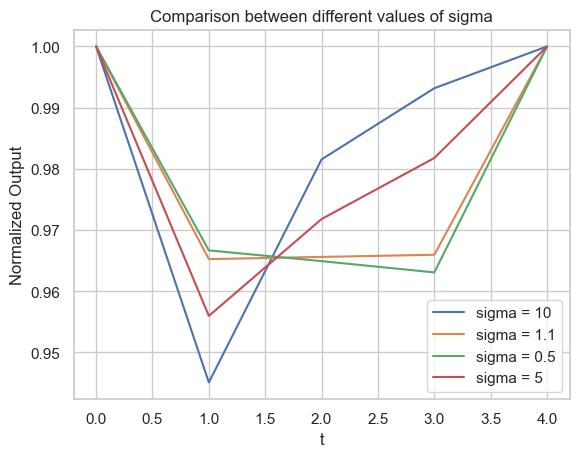 Comparison between different values of sigma
Normalized Output
1.00
0.99
0.98
0.97
0.96
0.95
0.0 0.5 1.0 1.5 2.0 2.5 3.0 3.5 4.0
t
sigma = 10
sigma = 1.1
sigma = 0.5
sigma = 5